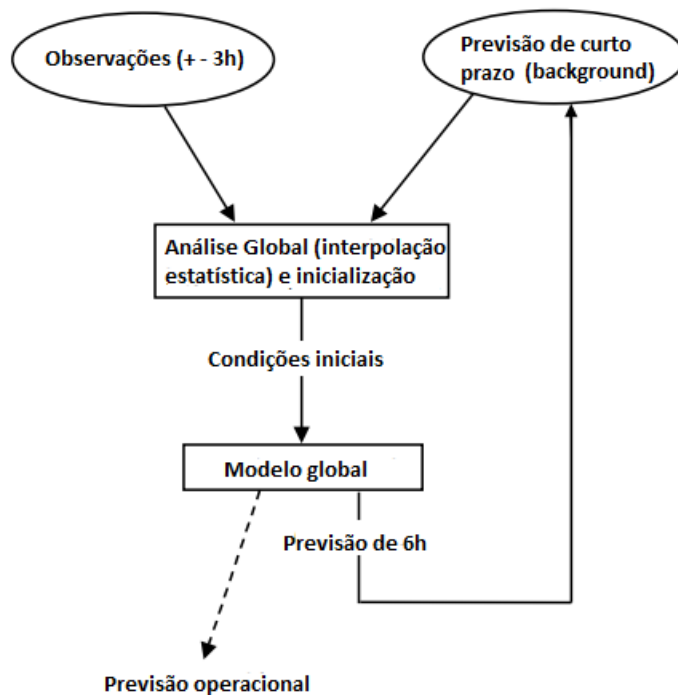 Observações (+ - 3h)
Previsão de curto
prazo (background)
Análise Global (interpolação
estatística) e inicialização
Condições iniciais
Modelo global
Previsão de 6h
Previsão operacional